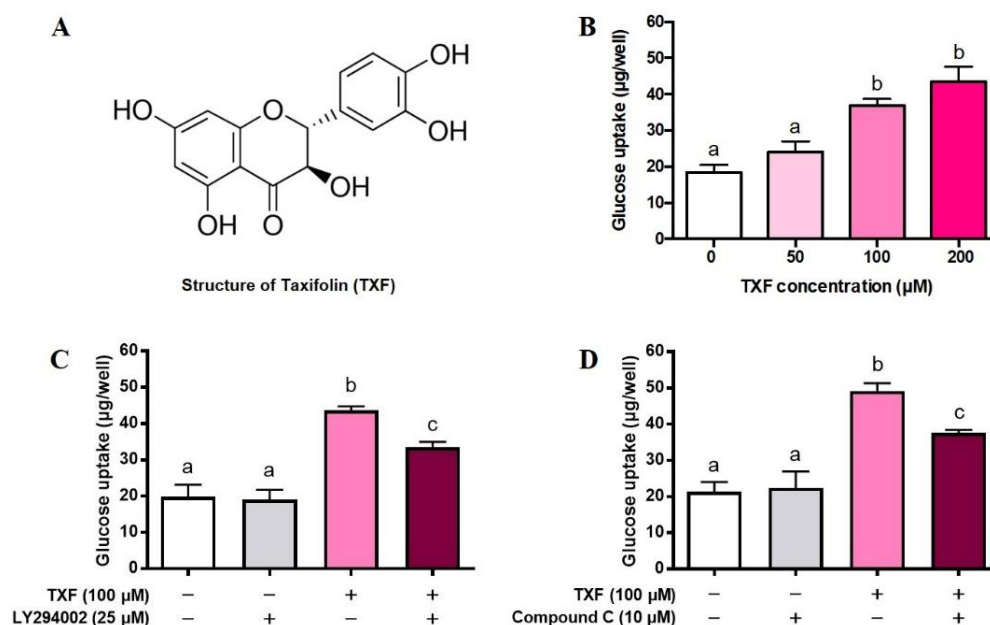 A
OH
OH
HO
O
OH
OH
O
Structure of Taxifolin (TXF)
B
Glucose uptake (µg/well)
60
50
40
30
20
10
0
a
a
b
b
0 50 100 200
TXF concentration (µM)
C
Glucose uptake (µg/well)
60
50
40
30
20
10
0
a
a
b
c
TXF (100 µM) – – + +
LY294002 (25 µM) – + – +
D
Glucose uptake (µg/well)
60
50
40
30
20
10
0
a
a
b
c
TXF (100 µM) – – + +
Compound C (10 µM) – + – +